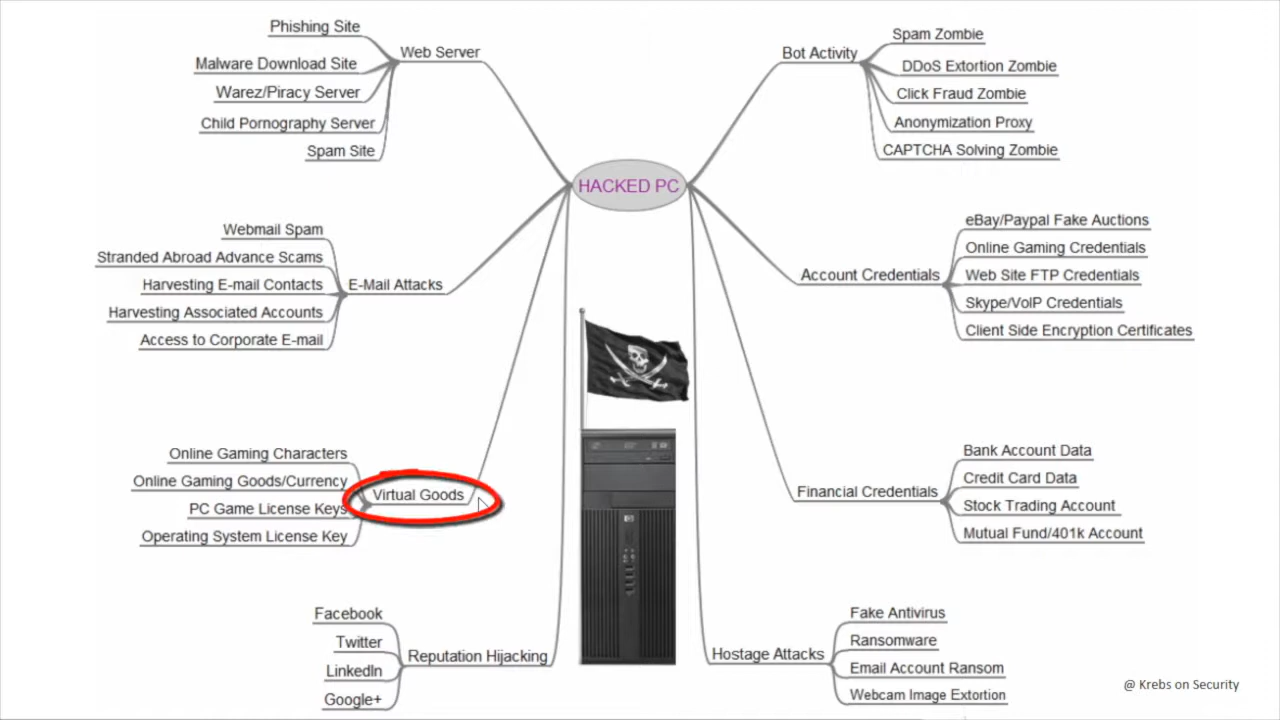 HACKED PC
Web Server
Phishing Site
Malware Download Site
Warez/Piracy Server
Child Pornography Server
Spam Site
E-Mail Attacks
Webmail Spam
Stranded Abroad Advance Scams
Harvesting E-mail Contacts
Harvesting Associated Accounts
Access to Corporate E-mail
Virtual Goods
Online Gaming Characters
Online Gaming Goods/Currency
PC Game License Keys
Operating System License Key
Reputation Hijacking
Facebook
Twitter
LinkedIn
Google+
Bot Activity
Spam Zombie
DDoS Extortion Zombie
Click Fraud Zombie
Anonymization Proxy
CAPTCHA Solving Zombie
Account Credentials
eBay/Paypal Fake Auctions
Online Gaming Credentials
Web Site FTP Credentials
Skype/VoIP Credentials
Client Side Encryption Certificates
Financial Credentials
Bank Account Data
Credit Card Data
Stock Trading Account
Mutual Fund/401k Account
Hostage Attacks
Fake Antivirus
Ransomware
Email Account Ransom
Webcam Image Extortion
@ Krebs on Security